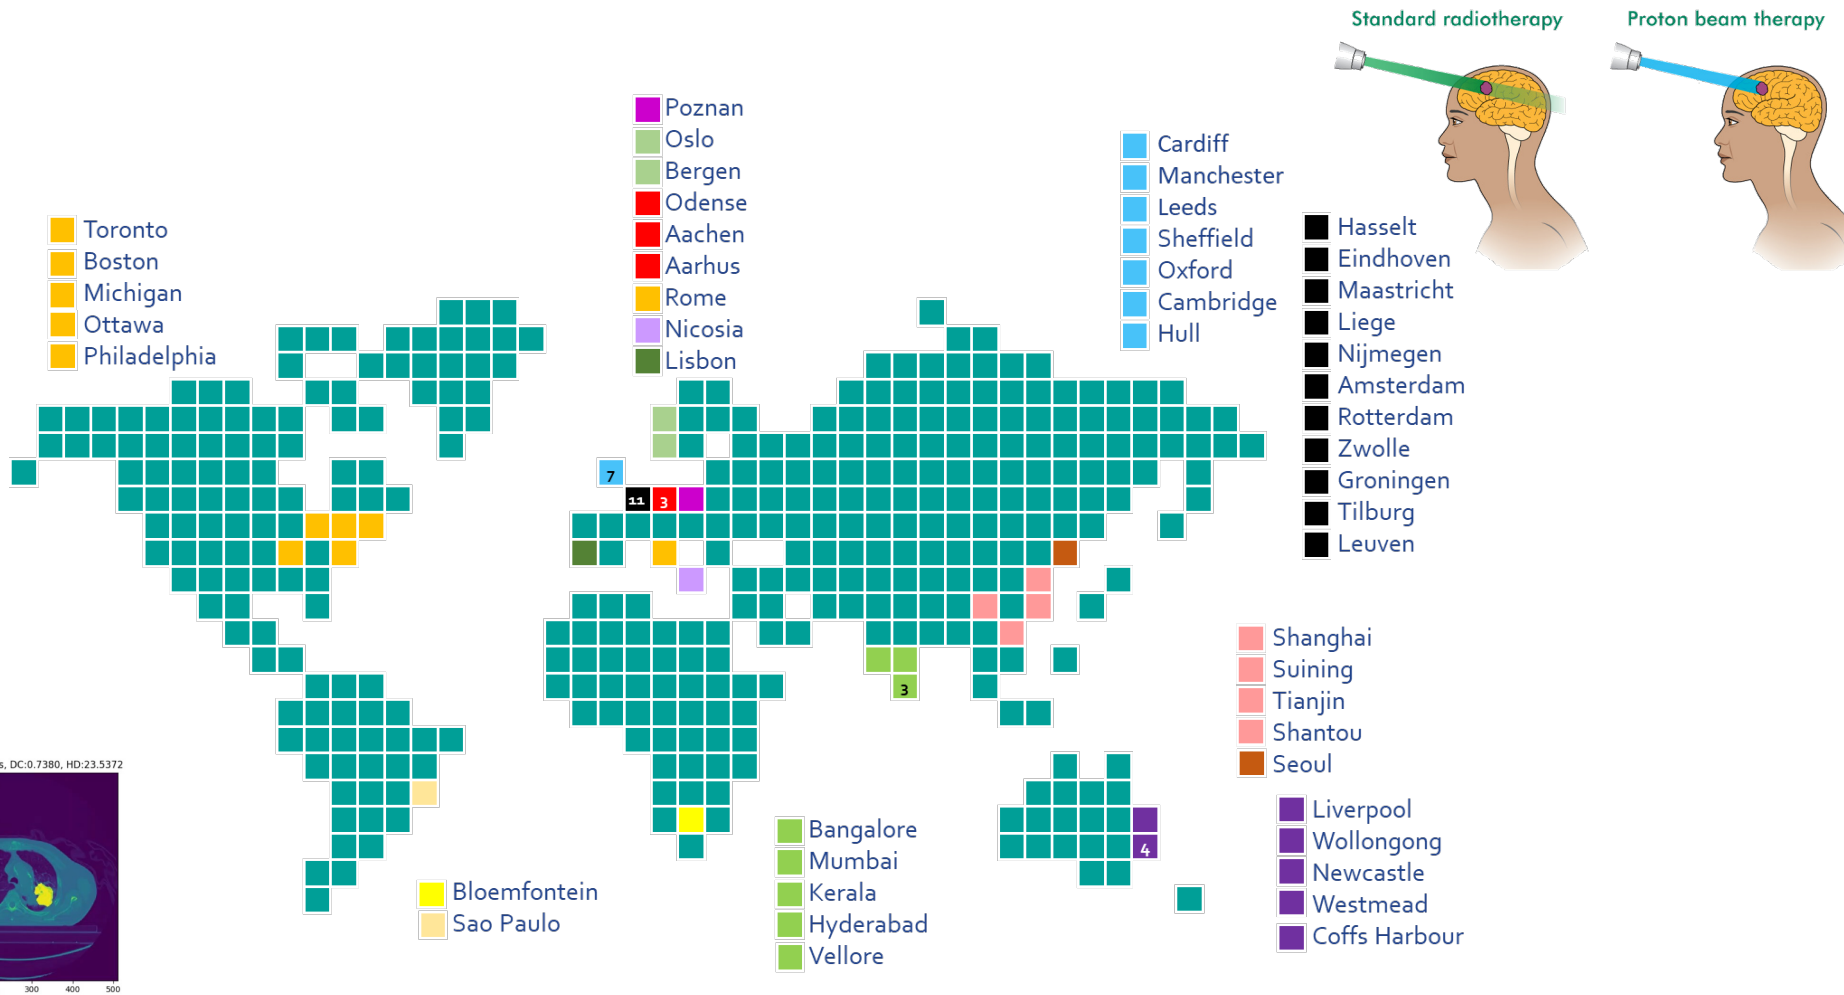 Standard radiotherapy
Proton beam therapy
Poznan
Oslo
Bergen
Odense
Aachen
Aarhus
Rome
Nicosia
Lisbon
Cardiff
Manchester
Leeds
Sheffield
Oxford
Cambridge
Hull
Toronto
Boston
Michigan
Ottawa
Philadelphia
Hasselt
Eindhoven
Maastricht
Liege
Nijmegen
Amsterdam
Rotterdam
Zwolle
Groningen
Tilburg
Leuven
7
11
3
3
4
Shanghai
Suining
Tianjin
Shantou
Seoul
Liverpool
Wollongong
Newcastle
Westmead
Coffs Harbour
Bangalore
Mumbai
Kerala
Hyderabad
Vellore
Bloemfontein
Sao Paulo
s, DC:0.7380, HD:23.5372
300 400 500